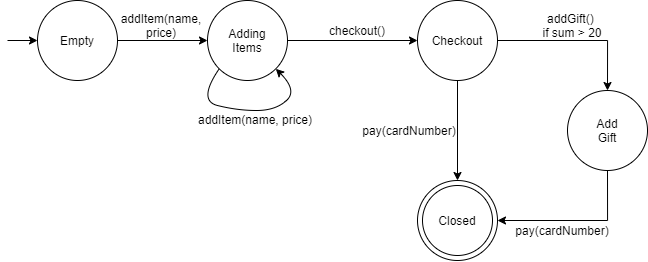 Empty
addItem(name,
price)
Adding
Items
addItem(name, price)
checkout()
Checkout
addGift()
if sum > 20
Add
Gift
pay(cardNumber)
Closed
pay(cardNumber)